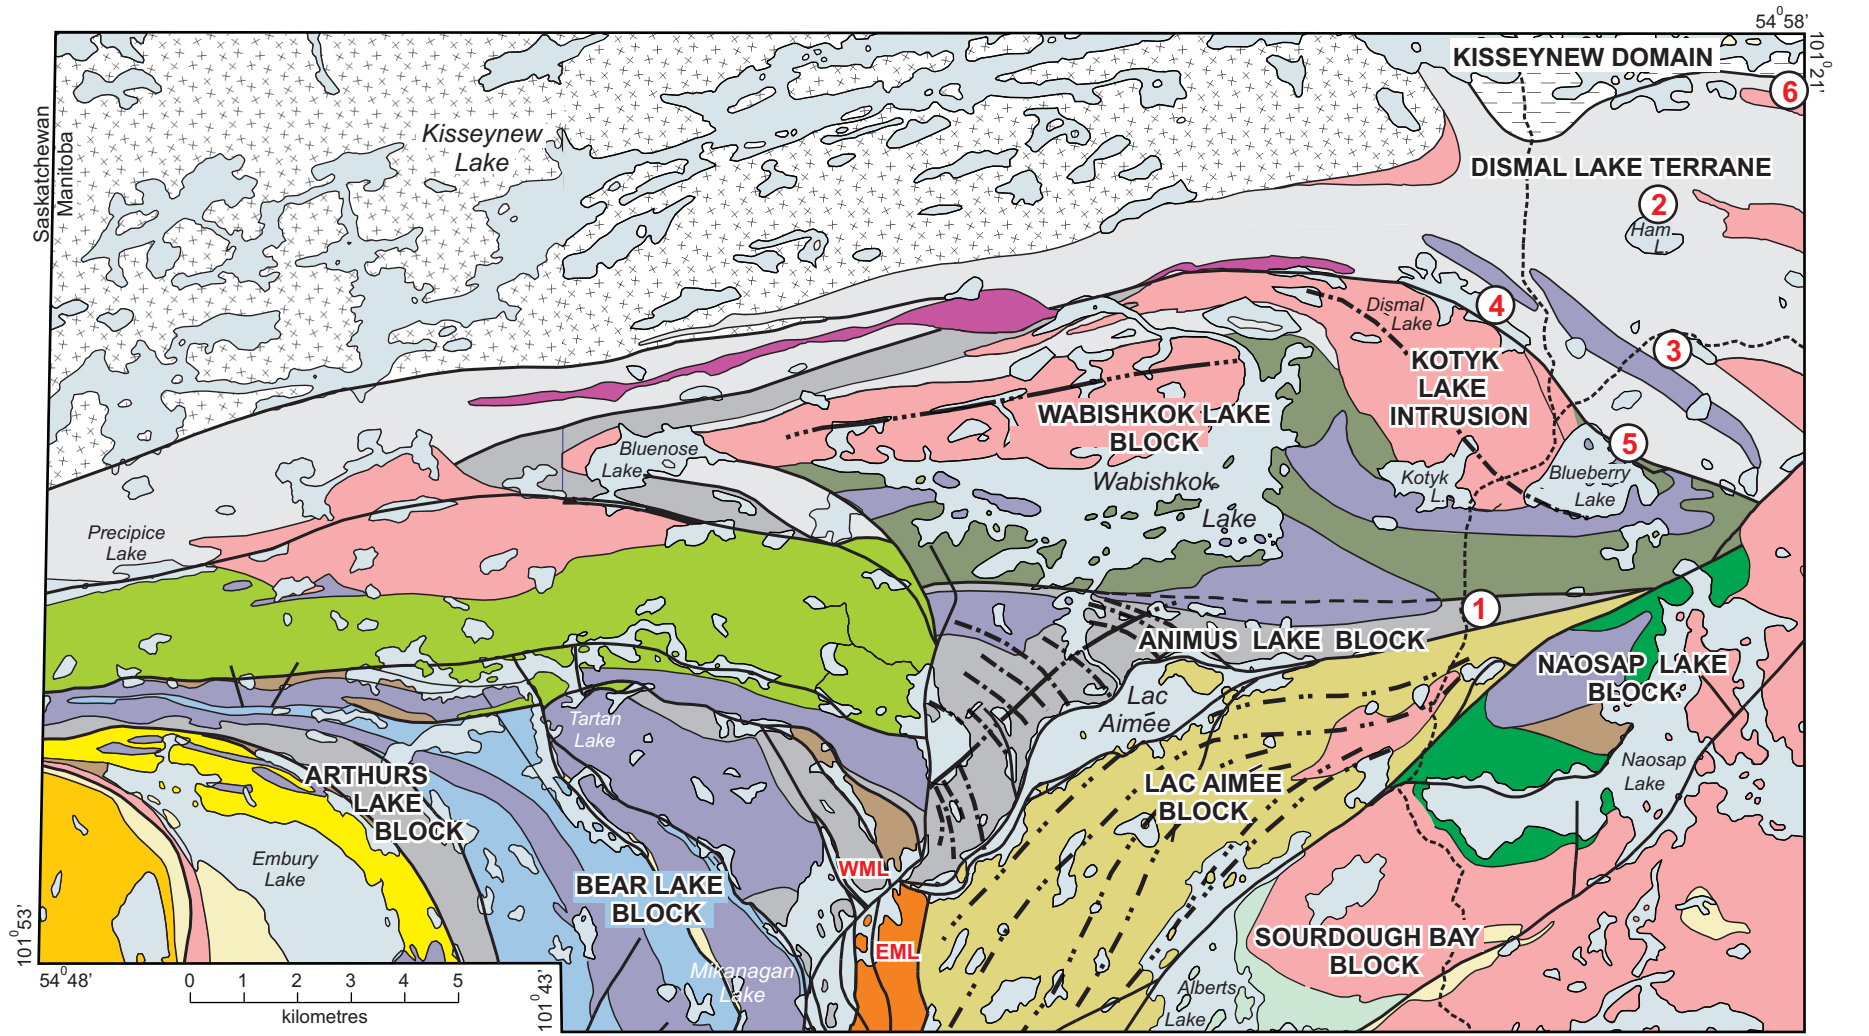 54°58'
101°21'
KISSEYNEW DOMAIN
6
Saskatchewan
Manitoba
Kisseynew
Lake
DISMAL LAKE TERRANE
2
Ham
L.
4
Dismal
Lake
3
KOTYK
LAKE
INTRUSION
WABISHKOK LAKE
BLOCK
5
Bluenose
Lake
Wabishkok
Lake
Kotyk
L.
Blueberry
Lake
Precipice
Lake
1
ANIMUS LAKE BLOCK
NAOSAP LAKE
BLOCK
Lac
Aimée
Tartan
Lake
Naosap
Lake
ARTHURS
LAKE
BLOCK
LAC AIMÉE
BLOCK
Embury
Lake
WML
BEAR LAKE
BLOCK
EML
SOURDOUGH BAY
BLOCK
Mikanagan
Lake
Alberts
Lake
101°53'
54°48'
101°43'
0 1 2 3 4 5
kilometres